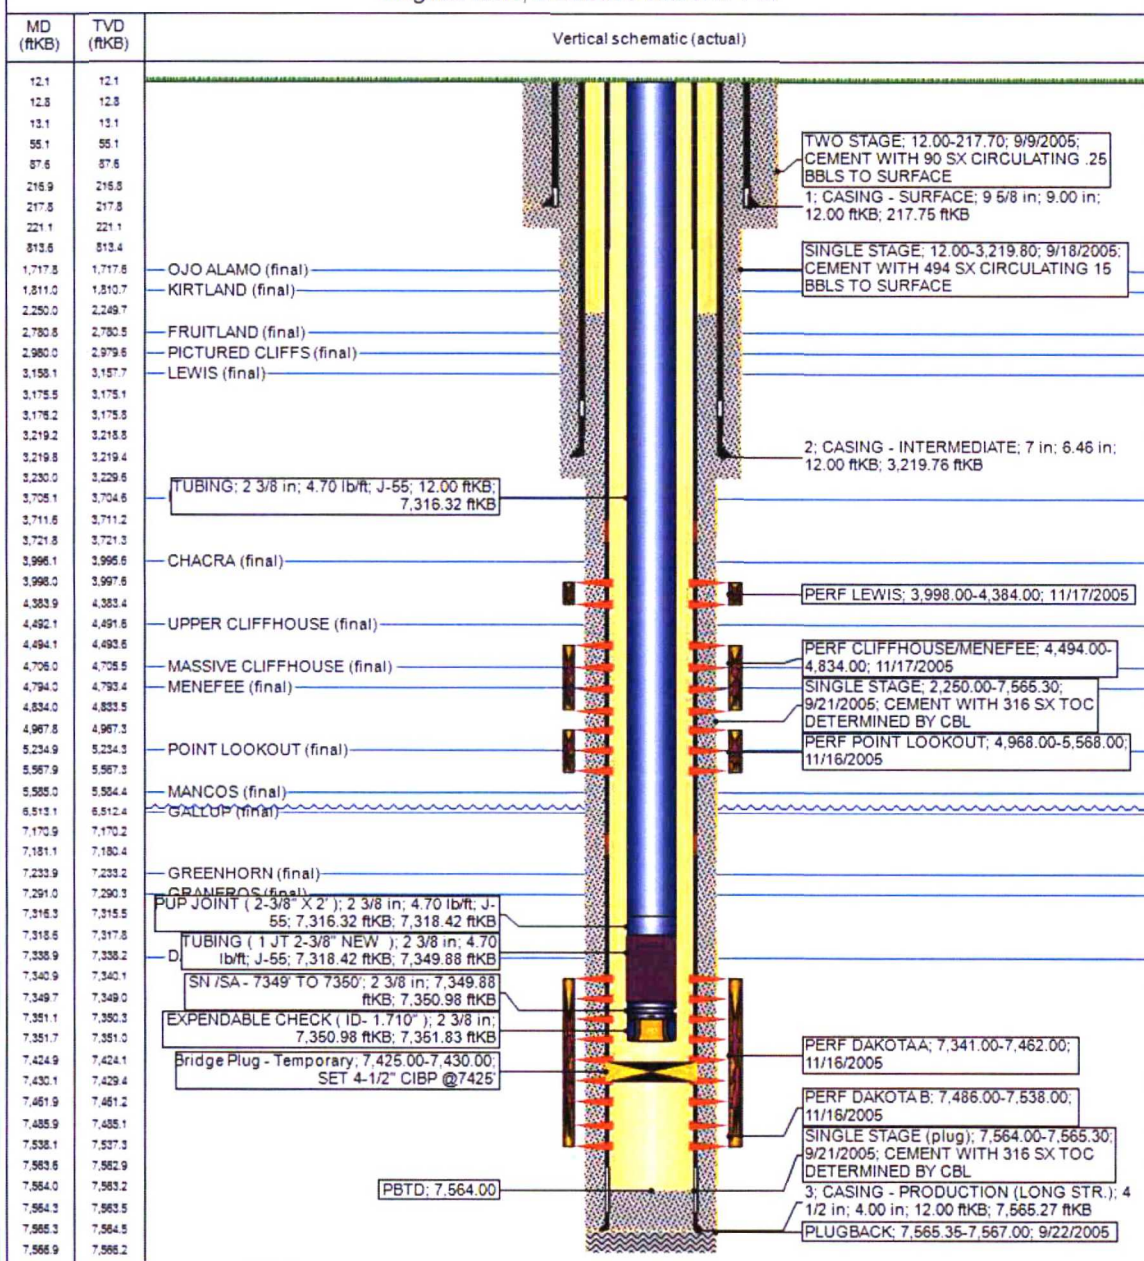 MD
(ftKB)
TVD
(ftKB)
Vertical schematic (actual)
12.1 12.1
12.8 12.8
13.1 13.1
55.1 55.1
87.6 87.6
216.9 216.8
217.8 217.8
221.1 221.1
813.6 813.4
1,717.8 1,717.6
1,811.0 1,810.7
2,250.0 2,249.7
2,780.8 2,780.5
2,980.0 2,979.6
3,158.1 3,157.7
3,175.5 3,175.1
3,176.2 3,175.8
3,219.2 3,218.8
3,219.8 3,219.4
3,230.0 3,229.6
3,705.1 3,704.6
3,711.6 3,711.2
3,721.8 3,721.3
3,996.1 3,995.6
3,998.0 3,997.6
4,383.9 4,383.4
4,492.1 4,491.6
4,494.1 4,493.6
4,706.0 4,705.5
4,794.0 4,793.4
4,834.0 4,833.5
4,967.8 4,967.3
5,234.9 5,234.3
5,567.9 5,567.3
5,585.0 5,584.4
6,513.1 6,512.4
7,170.9 7,170.2
7,181.1 7,180.4
7,233.9 7,233.2
7,291.0 7,290.3
7,316.3 7,315.5
7,318.6 7,317.8
7,338.9 7,338.2
7,340.9 7,340.1
7,349.7 7,349.0
7,351.1 7,350.3
7,351.7 7,351.0
7,424.9 7,424.1
7,430.1 7,429.4
7,461.9 7,461.2
7,485.9 7,485.1
7,538.1 7,537.3
7,563.6 7,562.9
7,564.0 7,563.2
7,564.3 7,563.5
7,565.3 7,564.5
7,566.9 7,566.2
OJO ALAMO (final)
KIRTLAND (final)
FRUITLAND (final)
PICTURED CLIFFS (final)
LEWIS (final)
TUBING; 2 3/8 in; 4.70 lb/ft; J-55; 12.00 ftKB;
7,316.32 ftKB
CHACRA (final)
UPPER CLIFFHOUSE (final)
MASSIVE CLIFFHOUSE (final)
MENEFEE (final)
POINT LOOKOUT (final)
MANCOS (final)
GALLUP (final)
GREENHORN (final)
GRANEROS (final)
PUP JOINT ( 2-3/8" X 2' ); 2 3/8 in; 4.70 lb/ft; J-
55; 7,316.32 ftKB; 7,318.42 ftKB
TUBING ( 1 JT 2-3/8" NEW ); 2 3/8 in; 4.70
lb/ft; J-55; 7,318.42 ftKB; 7,349.88 ftKB
D
SN /SA - 7349' TO 7350'; 2 3/8 in; 7,349.88
ftKB; 7,350.98 ftKB
EXPENDABLE CHECK ( ID- 1.710" ); 2 3/8 in;
7,350.98 ftKB; 7,351.83 ftKB
Bridge Plug - Temporary; 7,425.00-7,430.00;
SET 4-1/2" CIBP @7425'
PBTD; 7,564.00
TWO STAGE; 12.00-217.70; 9/9/2005;
CEMENT WITH 90 SX CIRCULATING .25
BBLS TO SURFACE
1; CASING - SURFACE; 9 5/8 in; 9.00 in;
12.00 ftKB; 217.75 ftKB
SINGLE STAGE; 12.00-3,219.80; 9/18/2005;
CEMENT WITH 494 SX CIRCULATING 15
BBLS TO SURFACE
2; CASING - INTERMEDIATE; 7 in; 6.46 in;
12.00 ftKB; 3,219.76 ftKB
PERF LEWIS; 3,998.00-4,384.00; 11/17/2005
PERF CLIFFHOUSE/MENEFEE; 4,494.00-
4,834.00; 11/17/2005
SINGLE STAGE; 2,250.00-7,565.30;
9/21/2005; CEMENT WITH 316 SX TOC
DETERMINED BY CBL
PERF POINT LOOKOUT; 4,968.00-5,568.00;
11/16/2005
PERF DAKOTA A; 7,341.00-7,462.00;
11/16/2005
PERF DAKOTA B; 7,486.00-7,538.00;
11/16/2005
SINGLE STAGE (plug); 7,564.00-7,565.30;
9/21/2005; CEMENT WITH 316 SX TOC
DETERMINED BY CBL
3; CASING - PRODUCTION (LONG STR.); 4
1/2 in; 4.00 in; 12.00 ftKB; 7,565.27 ftKB
PLUGBACK; 7,565.35-7,567.00; 9/22/2005